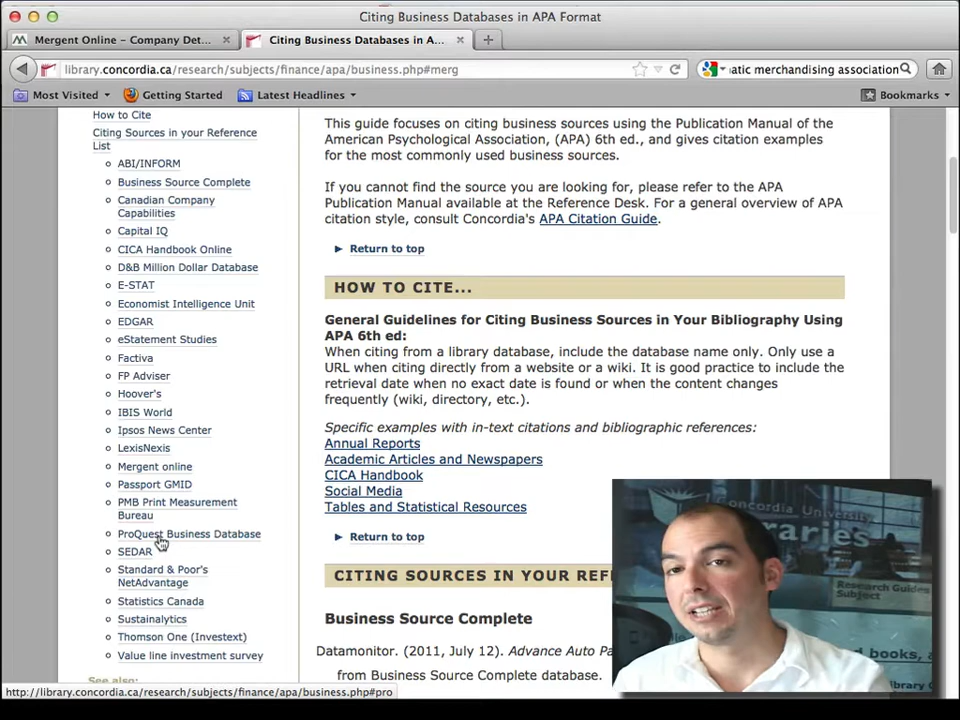 Citing Business Databases in APA Format
Mergent Online – Company Det...
Citing Business Databases in A...
library.concordia.ca/research/subjects/finance/apa/business.php#merg
atic merchandising association
Most Visited
Getting Started
Latest Headlines
Bookmarks
How to Cite
Citing Sources in your Reference
List
ABI/INFORM
Business Source Complete
Canadian Company
Capabilities
Capital IQ
CICA Handbook Online
D&B Million Dollar Database
E-STAT
Economist Intelligence Unit
EDGAR
eStatement Studies
Factiva
FP Adviser
Hoover's
IBIS World
Ipsos News Center
LexisNexis
Mergent online
Passport GMID
PMB Print Measurement
Bureau
ProQuest Business Database
SEDAR
Standard & Poor's
NetAdvantage
Statistics Canada
Sustainalytics
Thomson One (Investext)
Value line investment survey
See also:
This guide focuses on citing business sources using the Publication Manual of the
American Psychological Association, (APA) 6th ed., and gives citation examples
for the most commonly used business sources.
If you cannot find the source you are looking for, please refer to the APA
Publication Manual available at the Reference Desk. For a general overview of APA
citation style, consult Concordia's APA Citation Guide.
Return to top
HOW TO CITE...
General Guidelines for Citing Business Sources in Your Bibliography Using
APA 6th ed:
When citing from a library database, include the database name only. Only use a
URL when citing directly from a website or a wiki. It is good practice to include the
retrieval date when no exact date is found or when the content changes
frequently (wiki, directory, etc.).
Specific examples with in-text citations and bibliographic references:
Annual Reports
Academic Articles and Newspapers
CICA Handbook
Social Media
Tables and Statistical Resources
Return to top
CITING SOURCES IN YOUR REF
Business Source Complete
Datamonitor. (2011, July 12). Advance Auto Pa
from Business Source Complete database.
Concordia University
raries
Research Guides
Subject
books,
http://library.concordia.ca/research/subjects/finance/apa/business.php#pro